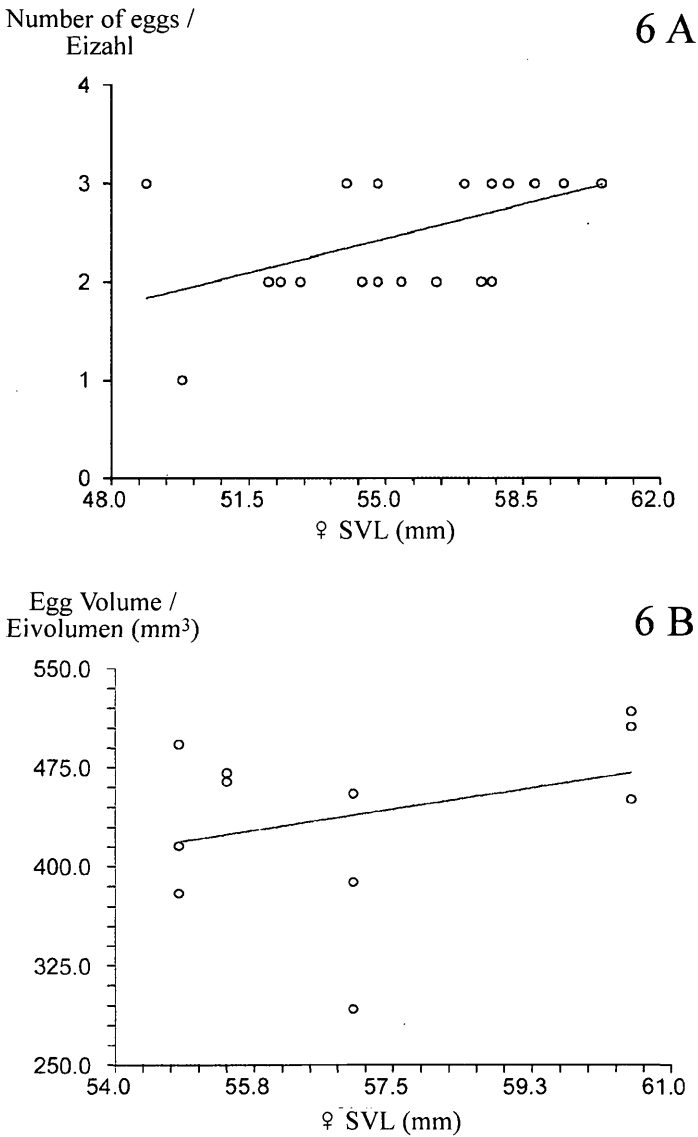 Number of eggs /
Eizahl
6 A
4
3
2
1
0
48.0 51.5 55.0 58.5 62.0
♀ SVL (mm)
Egg Volume /
Eivolumen (mm³)
6 B
550.0
475.0
400.0
325.0
250.0
54.0 55.8 57.5 59.3 61.0
♀ SVL (mm)